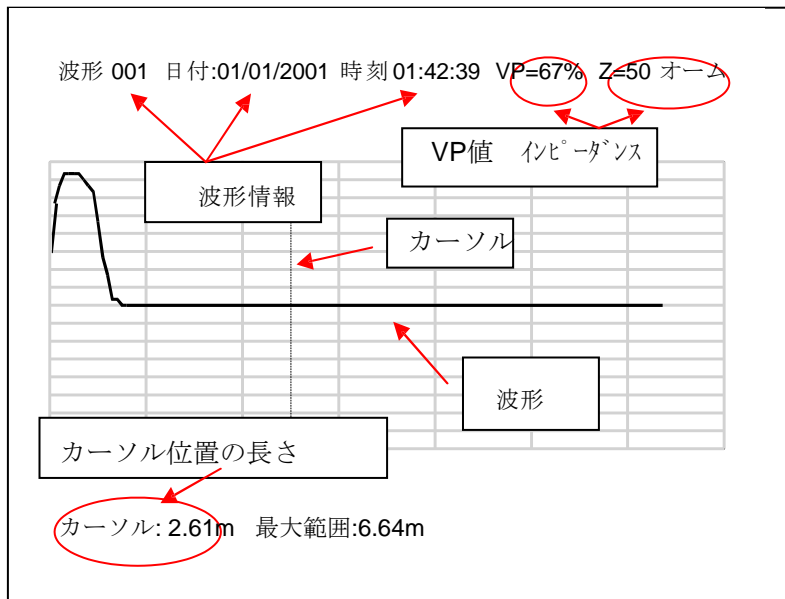 波形 001 日付:01/01/2001 時刻 01:42:39 VP=67% Z=50 オーム
VP値 インピーダンス
波形情報
カーソル
波形
カーソル位置の長さ
カーソル: 2.61m 最大範囲:6.64m